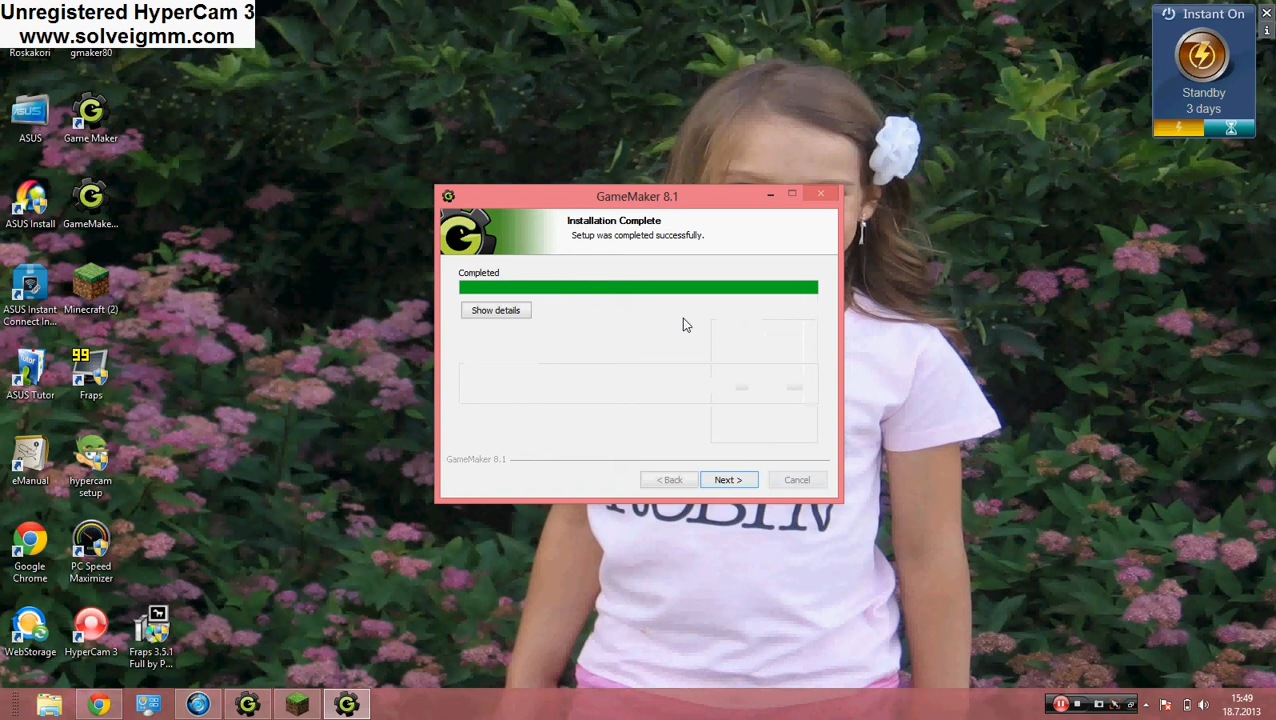 Unregistered HyperCam 3
www.solveigmm.com
Roskakori
gmaker80
ASUS
Game Maker
ASUS Install
GameMake...
ASUS Instant
Connect In...
Minecraft (2)
ASUS Tutor
99
Fraps
eManual
hypercam
setup
Google
Chrome
PC Speed
Maximizer
WebStorage
HyperCam 3
Fraps 3.5.1
Full by P...
Instant On
Standby
3 days
GameMaker 8.1
Installation Complete
Setup was completed successfully.
Completed
Show details
GameMaker 8.1
< Back
Next >
Cancel
ROBIN
15:49
18.7.2013